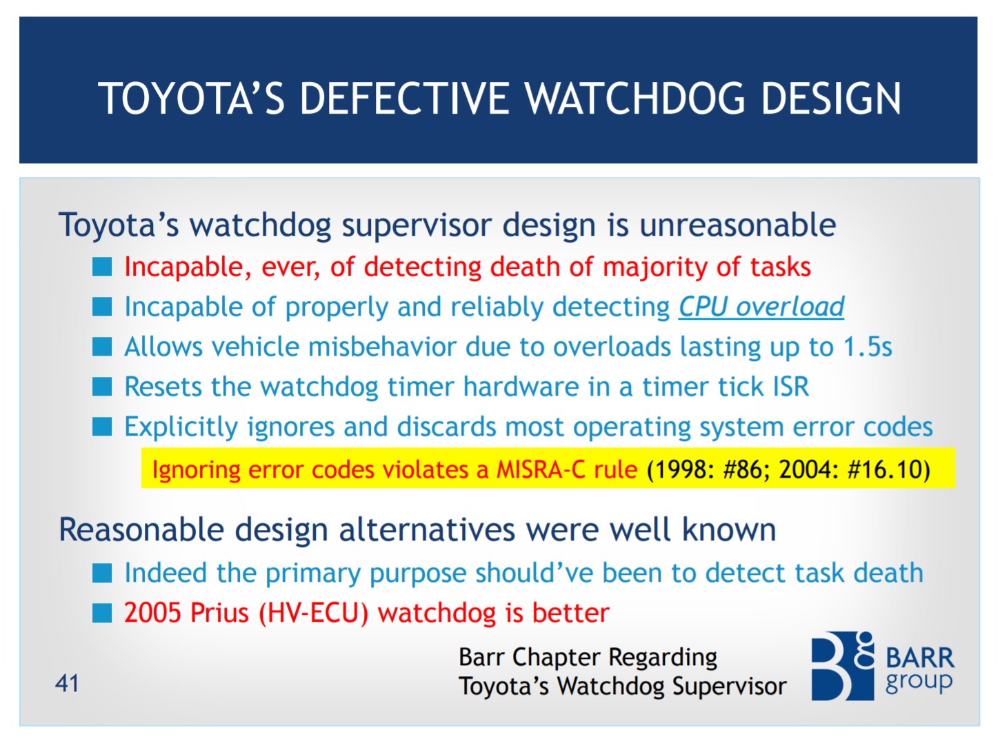 TOYOTA’S DEFECTIVE WATCHDOG DESIGN
Toyota’s watchdog supervisor design is unreasonable
Incapable, ever, of detecting death of majority of tasks
Incapable of properly and reliably detecting CPU overload
Allows vehicle misbehavior due to overloads lasting up to 1.5s
Resets the watchdog timer hardware in a timer tick ISR
Explicitly ignores and discards most operating system error codes
Ignoring error codes violates a MISRA-C rule (1998: #86; 2004: #16.10)
Reasonable design alternatives were well known
Indeed the primary purpose should’ve been to detect task death
2005 Prius (HV-ECU) watchdog is better
Barr Chapter Regarding
Toyota’s Watchdog Supervisor
41
BARR
group